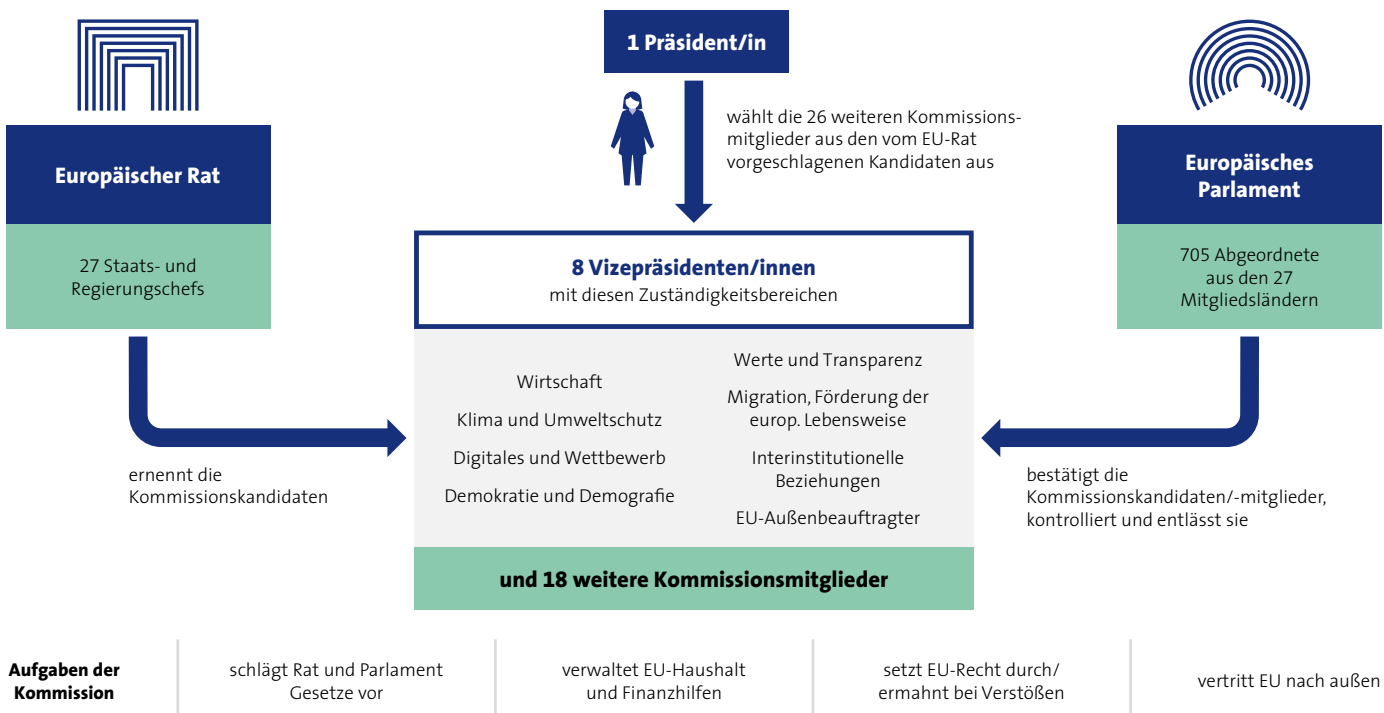 1 Präsident/in
wählt die 26 weiteren Kommissions-
mitglieder aus den vom EU-Rat
vorgeschlagenen Kandidaten aus
Europäischer Rat
27 Staats- und
Regierungschefs
ernennt die
Kommissionskandidaten
Europäisches
Parlament
705 Abgeordnete
aus den 27
Mitgliedsländern
bestätigt die
Kommissionskandidaten/-mitglieder,
kontrolliert und entlässt sie
8 Vizepräsidenten/innen
mit diesen Zuständigkeitsbereichen
Wirtschaft
Klima und Umweltschutz
Digitales und Wettbewerb
Demokratie und Demografie
Werte und Transparenz
Migration, Förderung der
europ. Lebensweise
Interinstitutionelle
Beziehungen
EU-Außenbeauftragter
und 18 weitere Kommissionsmitglieder
Aufgaben der
Kommission
schlägt Rat und Parlament
Gesetze vor
verwaltet EU-Haushalt
und Finanzhilfen
setzt EU-Recht durch/
ermahnt bei Verstößen
vertritt EU nach außen